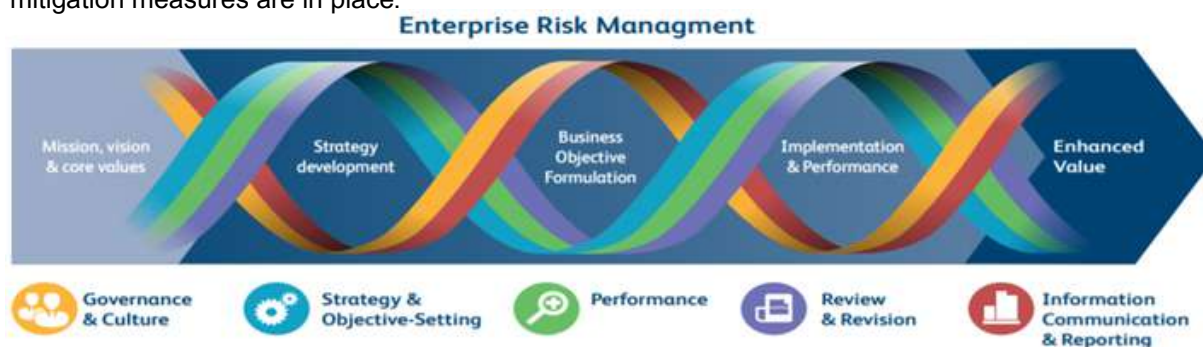 mitigation measures are in place.
Enterprise Risk Managment
Mission, vision
& core values
Strategy
development
Business
Objective
Formulation
Implementation
& Performance
Enhanced
Value
Governance
& Culture
Strategy &
Objective-Setting
Performance
Review
& Revision
Information
Communication
& Reporting